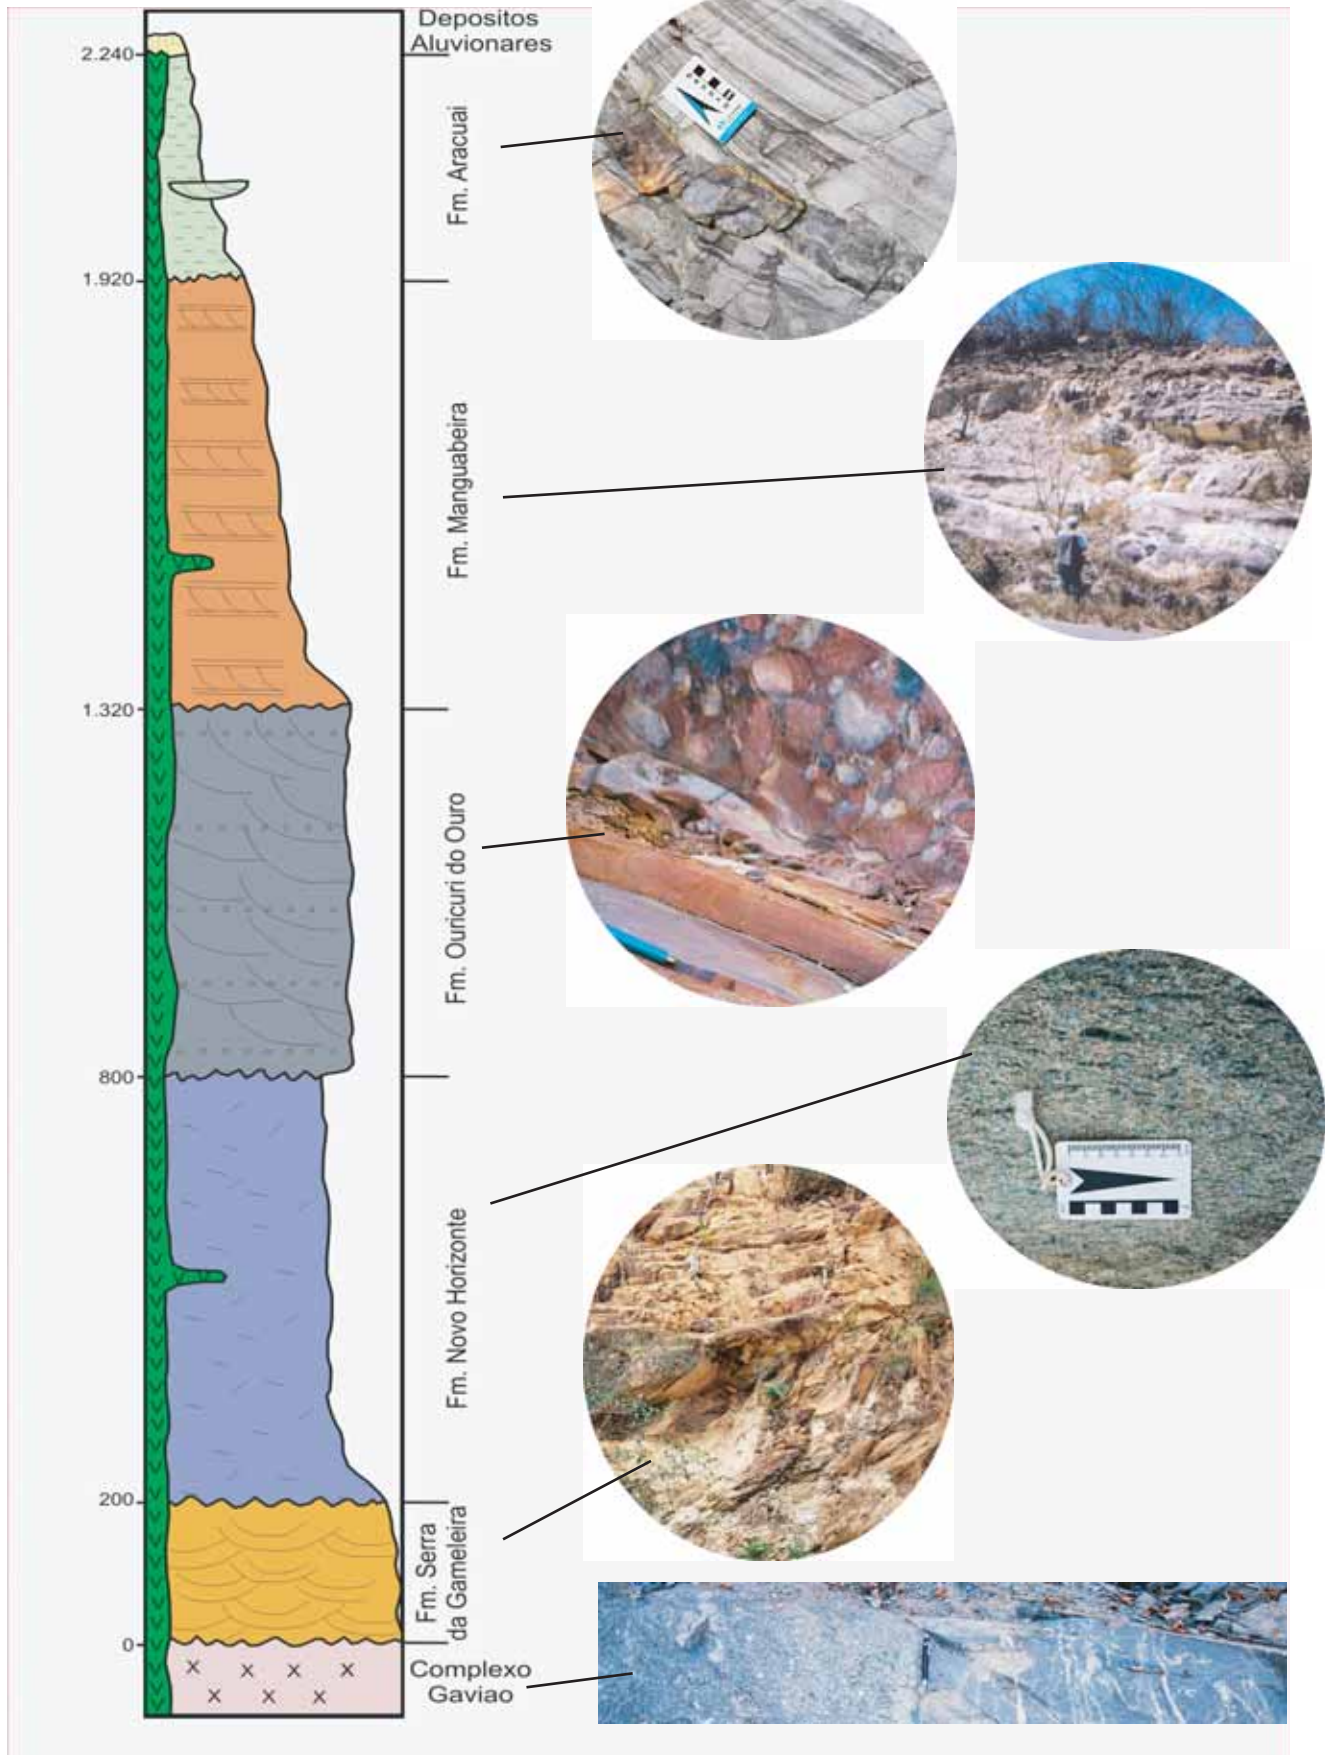 Depositos
Aluvionares
2.240
Fm. Aracuai
1.920
Fm. Manguabeira
1.320
Fm. Ouricuri do Ouro
800
Fm. Novo Horizonte
200
Fm. Serra
da Gameleira
0
Complexo
Gaviao